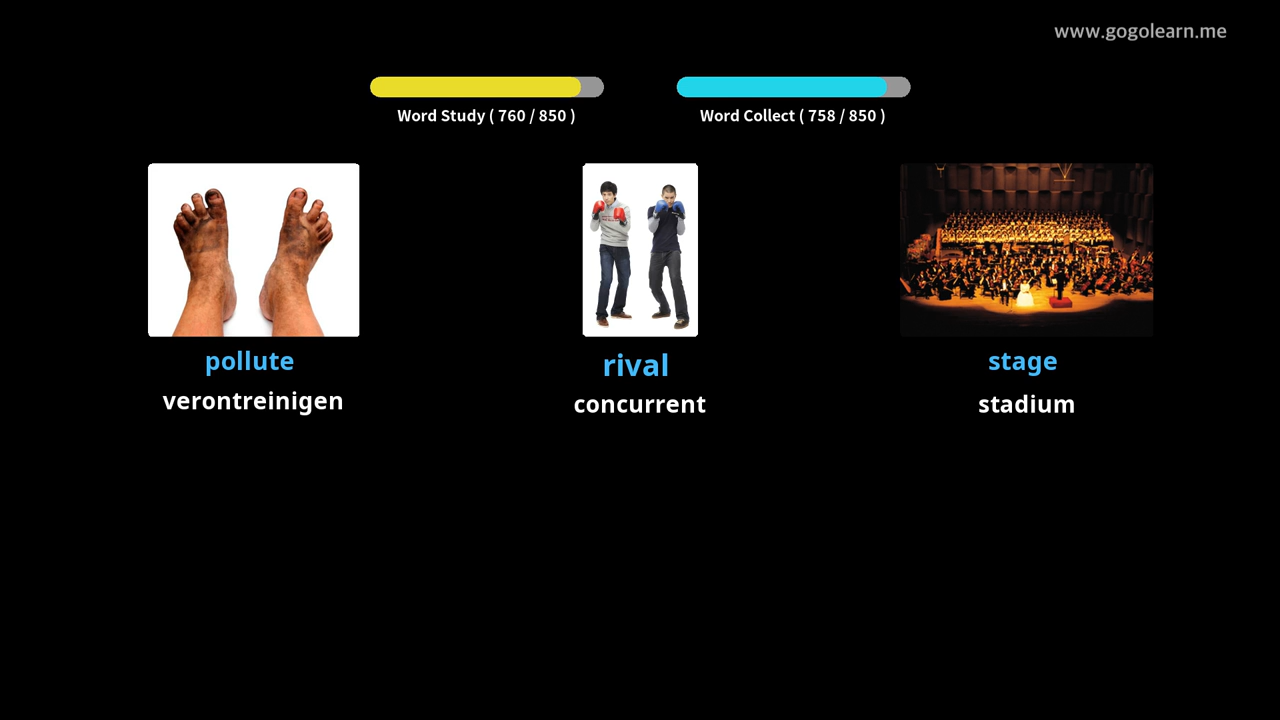 www.gogolearn.me
Word Study ( 760 / 850 )
Word Collect ( 758 / 850 )
pollute
verontreinigen
rival
concurrent
stage
stadium